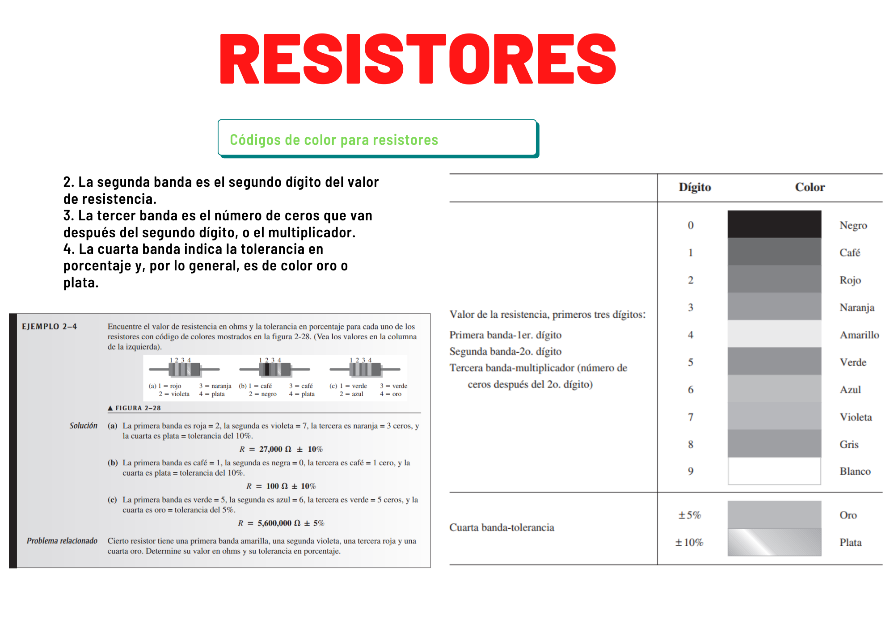 RESISTORES
Códigos de color para resistores
2. La segunda banda es el segundo dígito del valor
de resistencia.
3. La tercer banda es el número de ceros que van
después del segundo dígito, o el multiplicador.
4. La cuarta banda indica la tolerancia en
porcentaje y, por lo general, es de color oro o
plata.
EJEMPLO 2–4
Encuentre el valor de resistencia en ohms y la tolerancia en porcentaje para cada uno de los
resistores con código de colores mostrados en la figura 2-28. (Vea los valores en la columna
de la izquierda).
1 2 3 4
1 2 3 4
1 2 3 4
(a) 1 = rojo 3 = naranja (b) 1 = café 3 = café (c) 1 = verde 3 = verde
2 = violeta 4 = plata 2 = negro 4 = plata 2 = azul 4 = oro
▲ FIGURA 2–28
Solución (a) La primera banda es roja = 2, la segunda es violeta = 7, la tercera es naranja = 3 ceros, y
la cuarta es plata = tolerancia del 10%.
R = 27,000 Ω ± 10%
(b) La primera banda es café = 1, la segunda es negra = 0, la tercera es café = 1 cero, y la
cuarta es plata = tolerancia del 10%.
R = 100 Ω ± 10%
(c) La primera banda es verde = 5, la segunda es azul = 6, la tercera es verde = 5 ceros, y la
cuarta es oro = tolerancia del 5%.
R = 5,600,000 Ω ± 5%
Problema relacionado Cierto resistor tiene una primera banda amarilla, una segunda violeta, una tercera roja y una
cuarta oro. Determine su valor en ohms y su tolerancia en porcentaje.
Dígito Color
Valor de la resistencia, primeros tres dígitos:
Primera banda-1er. dígito
Segunda banda-2o. dígito
Tercera banda-multiplicador (número de
ceros después del 2o. dígito)
0 Negro
1 Café
2 Rojo
3 Naranja
4 Amarillo
5 Verde
6 Azul
7 Violeta
8 Gris
9 Blanco
Cuarta banda-tolerancia
±5% Oro
±10% Plata